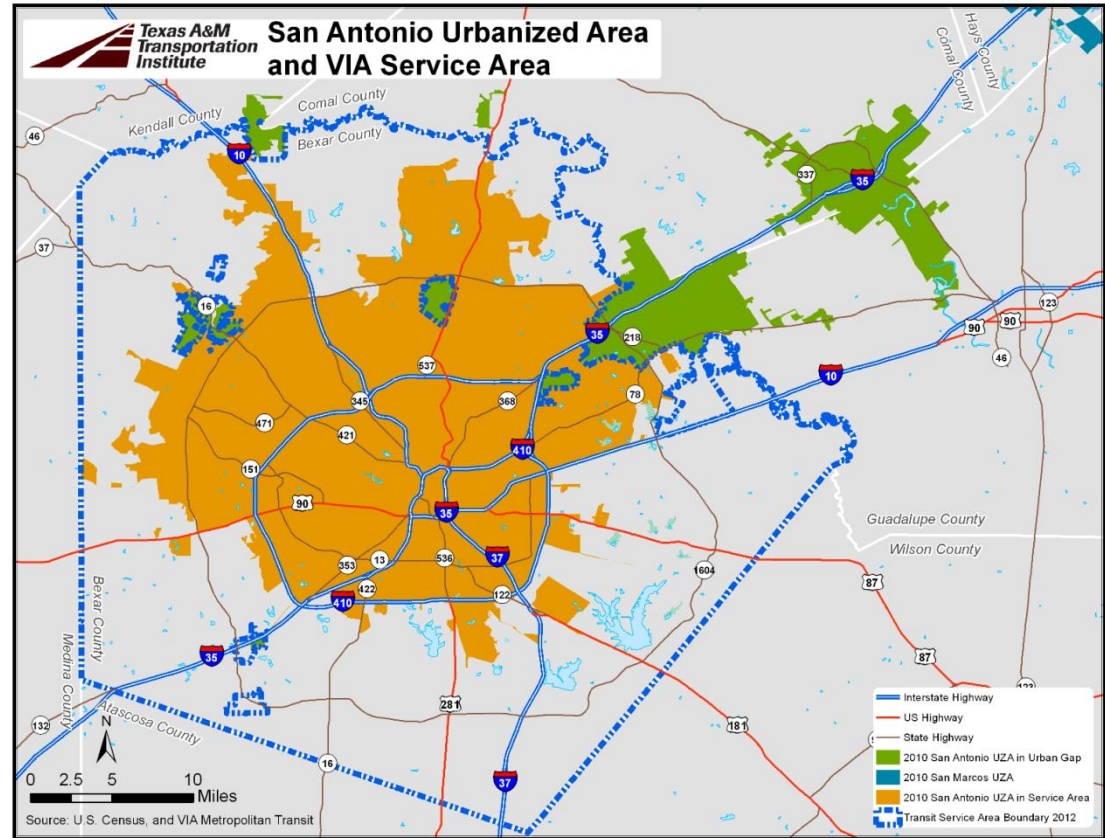 Texas A&M
Transportation
Institute
San Antonio Urbanized Area
and VIA Service Area
Hays County
Comal County
Comal County
Kendall County
Bexar County
46
10
337
35
37
16
35
218
123
90
90
46
10
537
345
368
78
471
421
410
151
90
35
Guadalupe County
Wilson County
37
13
353
536
1604
422
122
87
410
Bexar County
Medina County
35
87
123
281
181
Atascosa County
132
16
37
N
0 2.5 5 10
Miles
Source: U.S. Census, and VIA Metropolitan Transit
Interstate Highway
US Highway
State Highway
2010 San Antonio UZA in Urban Gap
2010 San Marcos UZA
2010 San Antonio UZA in Service Area
Transit Service Area Boundary 2012